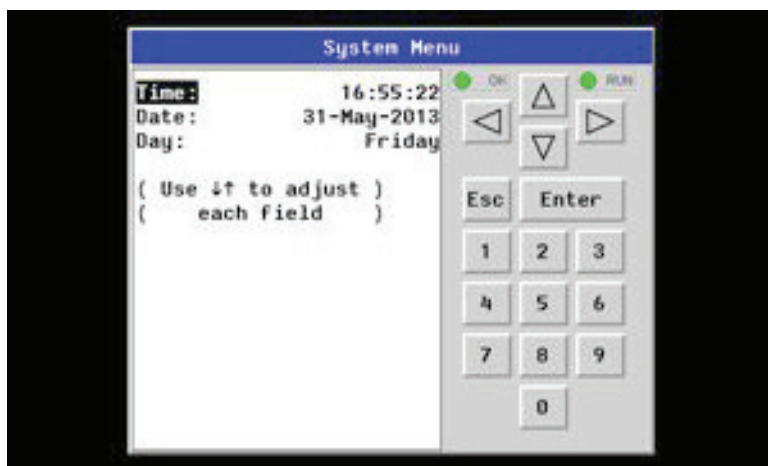 System Menu
Time: 16:55:22
Date: 31-May-2013
Day: Friday
( Use ↓↑ to adjust )
( each field )
OK
RUN
Esc Enter
1 2 3
4 5 6
7 8 9
0